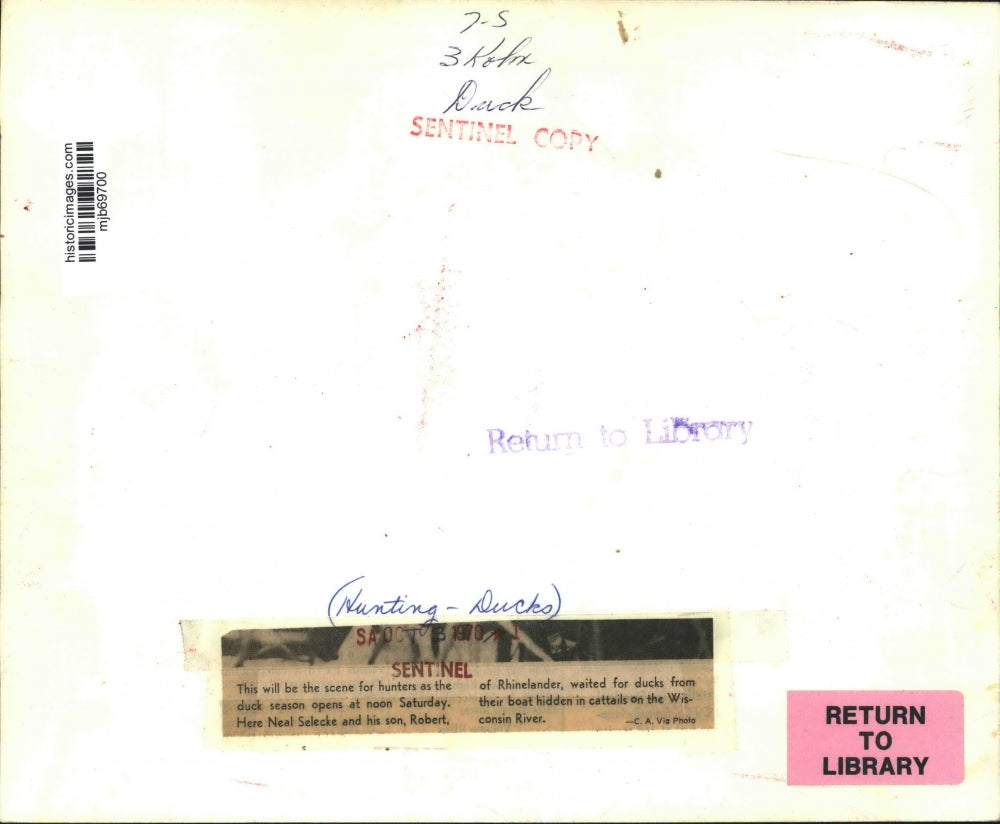 7-S
3 Kohn
Duck
SENTINEL COPY
historicimages.com
mjb69700
Return to Library
(Hunting - Ducks)
SA OCT 3 1970 * 1
SENTINEL
This will be the scene for hunters as the
duck season opens at noon Saturday.
Here Neal Selecke and his son, Robert,
of Rhinelander, waited for ducks from
their boat hidden in cattails on the Wis-
consin River.
—C. A. Vig Photo
RETURN
TO
LIBRARY